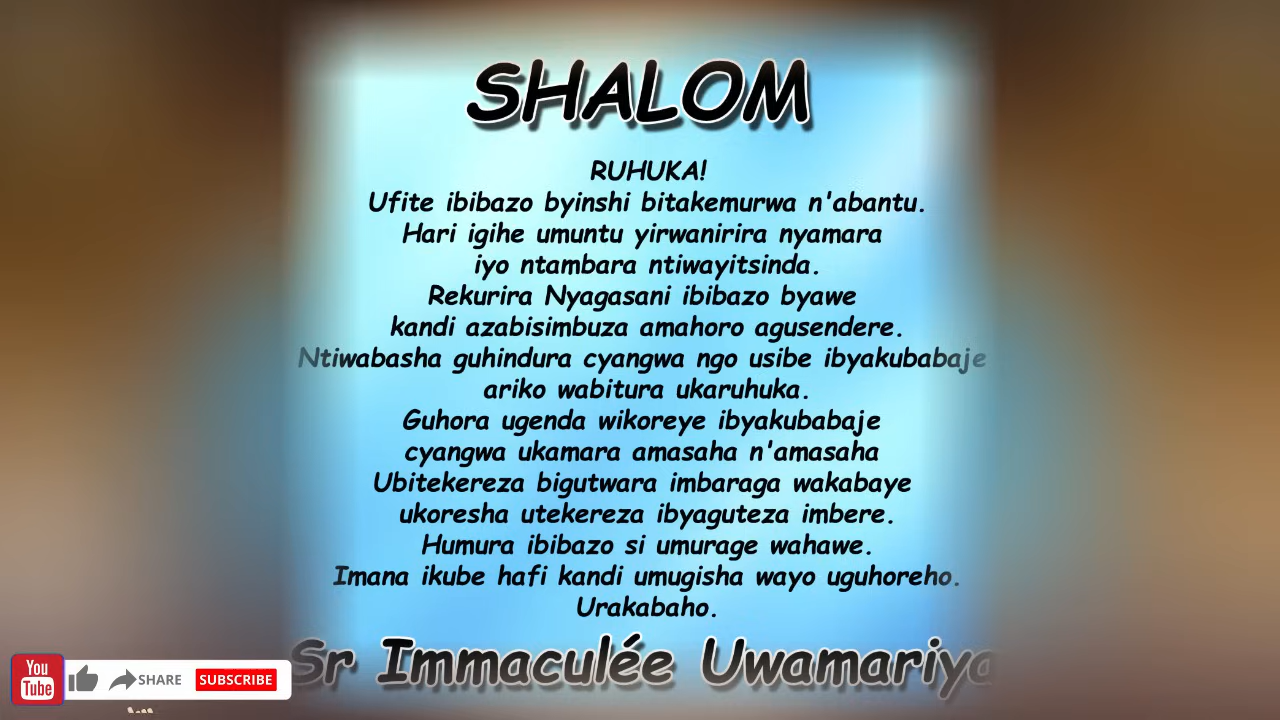 SHALOM
RUHUKA!
Ufite ibibazo byinshi bitakemurwa n'abantu.
Hari igihe umuntu yirwanirira nyamara
iyo ntambara ntiwayitsinda.
Rekurira Nyagasani ibibazo byawe
kandi azabisimbuza amahoro agusendere.
Ntiwabasha guhindura cyangwa ngo usibe ibyakubabaje
ariko wabitura ukaruhuka.
Guhora ugenda wikoreye ibyakubabaje
cyangwa ukamara amasaha n'amasaha
Ubitekereza bigutwara imbaraga wakabaye
ukoresha utekereza ibyaguteza imbere.
Humura ibibazo si umurage wahawe.
Imana ikube hafi kandi umugisha wayo uguhoreho.
Urakabaho.
Sr Immaculée Uwamariya
You Tube SHARE SUBSCRIBE